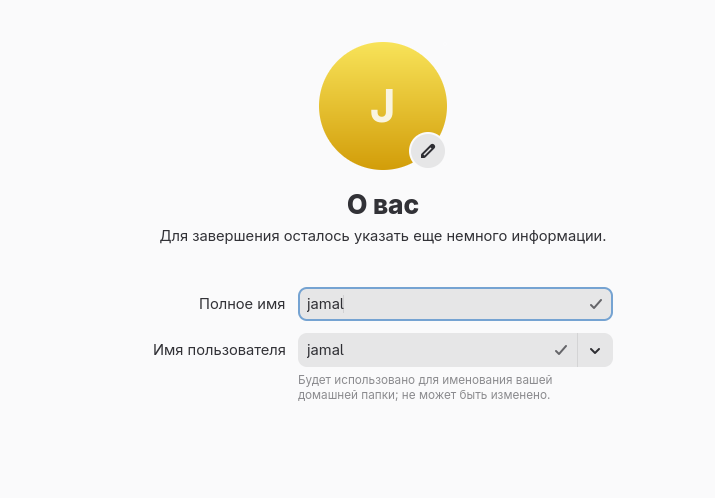 J
О вас
Для завершения осталось указать еще немного информации.
Полное имя jamal
Имя пользователя jamal
Будет использовано для именования вашей
домашней папки; не может быть изменено.